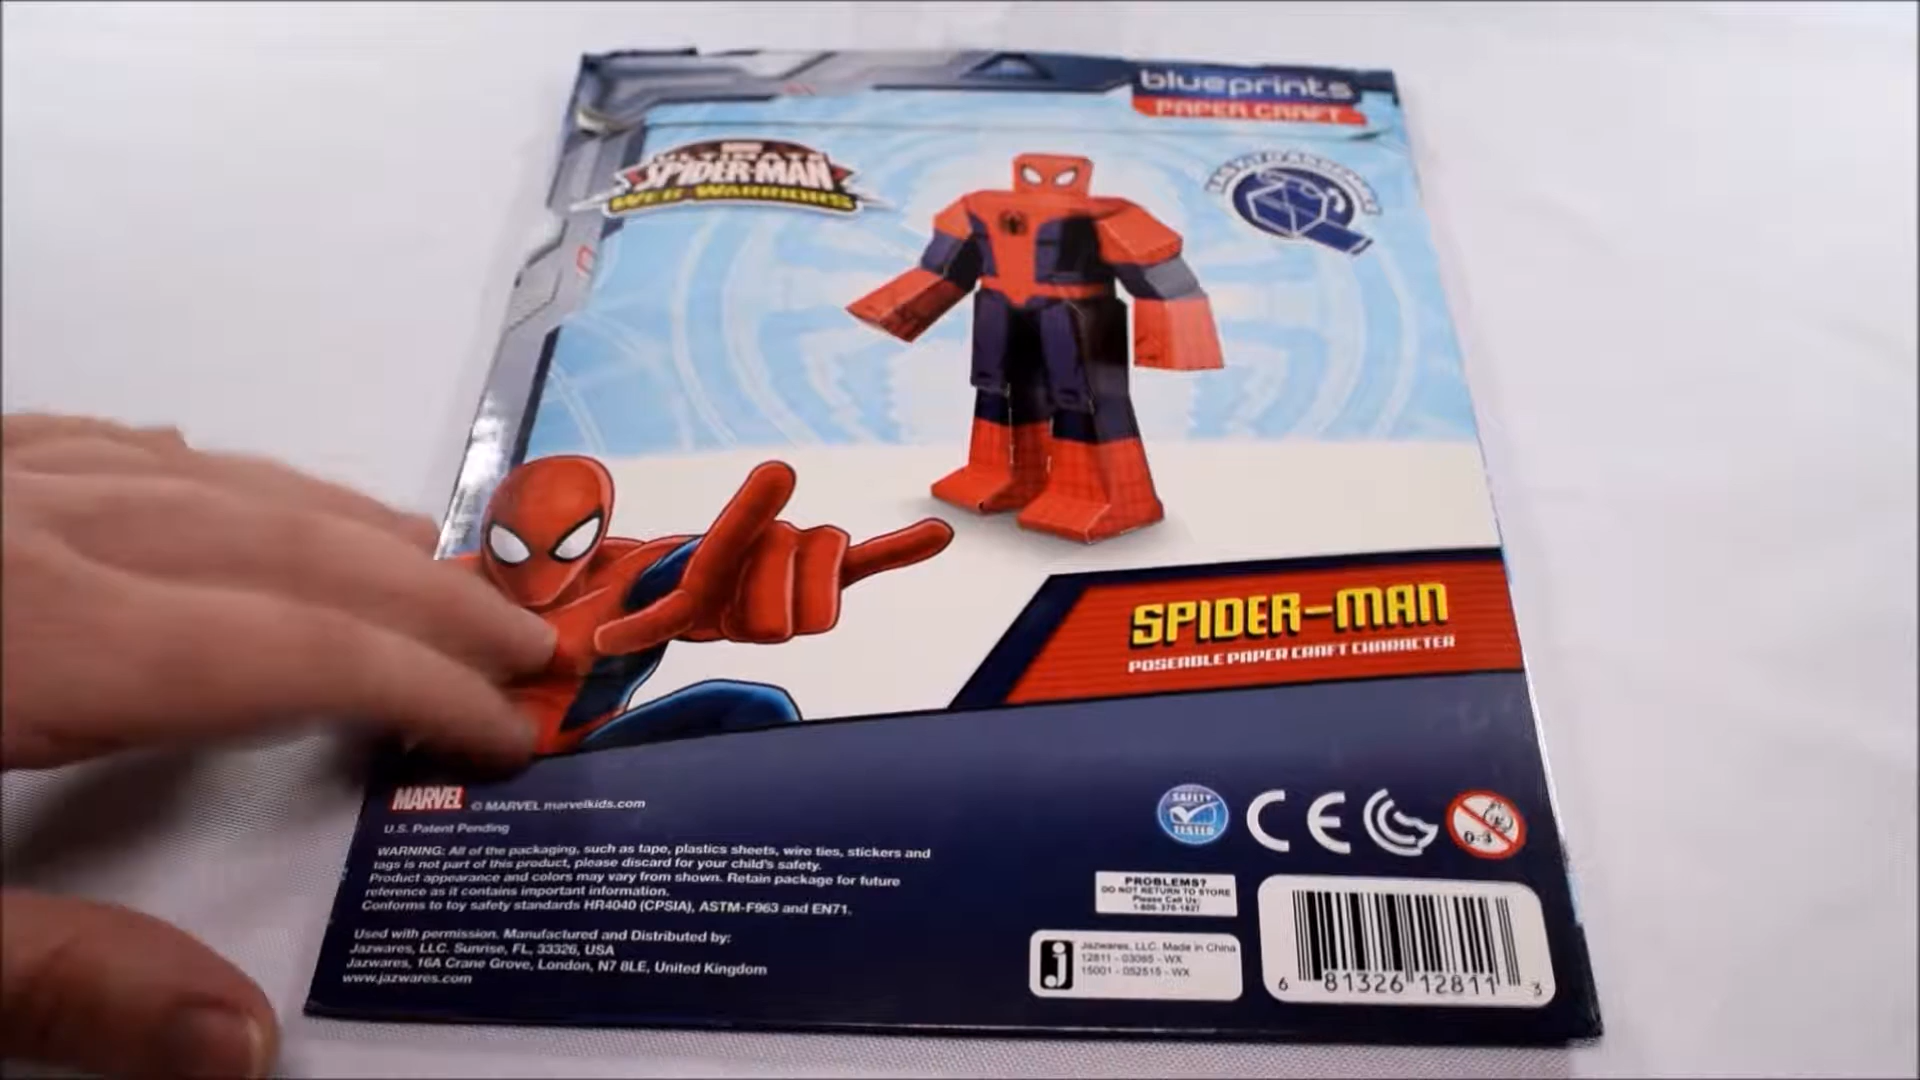 blueprints
PAPER CRAFT
MARVEL
ULTIMATE
SPIDER-MAN
WEB-WARRIORS
EASY TO ASSEMBLE
SPIDER-MAN
POSEABLE PAPER CRAFT CHARACTER
MARVEL © MARVEL marvelkids.com
U.S. Patent Pending
WARNING: All of the packaging, such as tape, plastics sheets, wire ties, stickers and
tags is not part of this product, please discard for your child's safety.
Product appearance and colors may vary from shown. Retain package for future
reference as it contains important information.
Conforms to toy safety standards HR4040 (CPSIA), ASTM-F963 and EN71.
Used with permission. Manufactured and Distributed by:
Jazwares, LLC. Sunrise, FL, 33326, USA
Jazwares, 16A Crane Grove, London, N7 8LE, United Kingdom
www.jazwares.com
SAFETY
TESTED
CE
0-3
PROBLEMS?
DO NOT RETURN TO STORE
Please Call Us:
j
Jazwares, LLC. Made in China
12811 - 03065 - WX
15001 - 052515 - WX
6 81326 12811 3